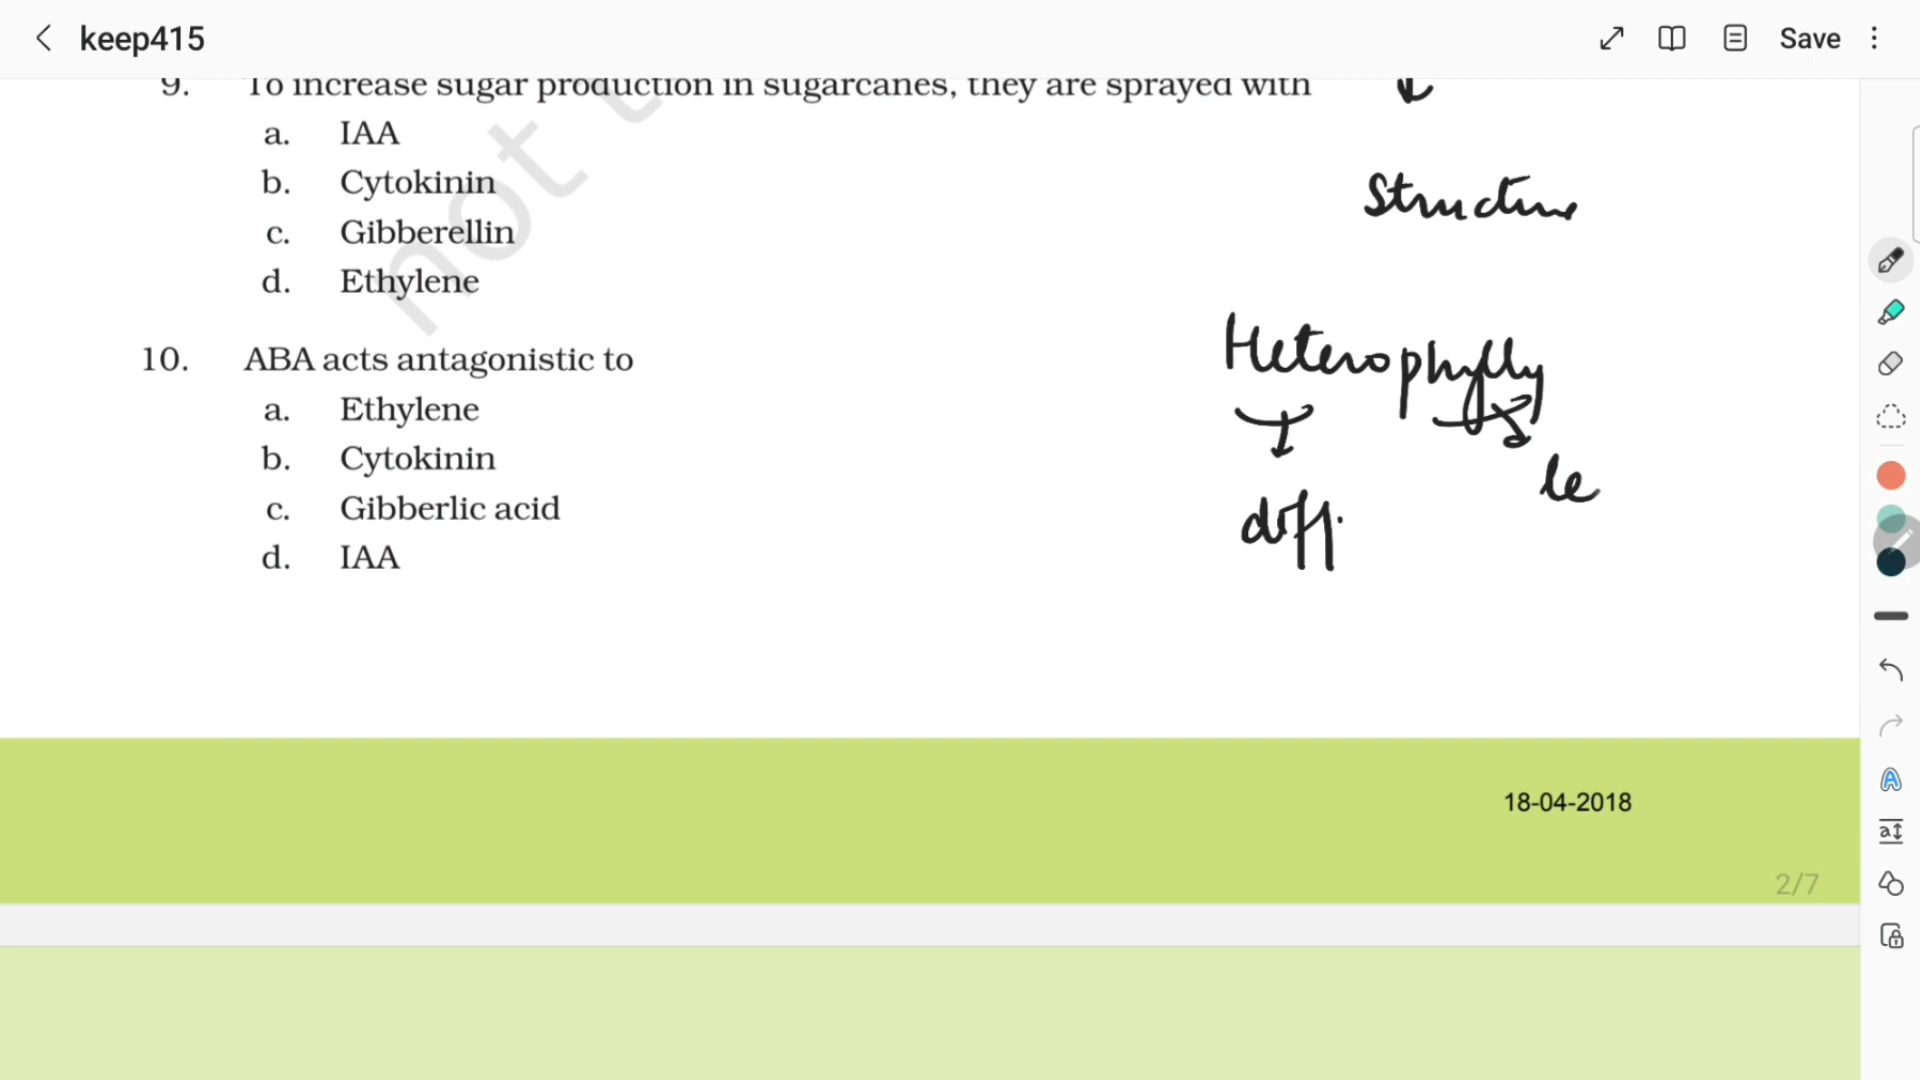 keep415
Save
9. To increase sugar production in sugarcanes, they are sprayed with
a. IAA
b. Cytokinin
c. Gibberellin
d. Ethylene
not t
Structure
10. ABA acts antagonistic to
a. Ethylene
b. Cytokinin
c. Gibberlic acid
d. IAA
Heterophylly
le
diff.
18-04-2018
2/7